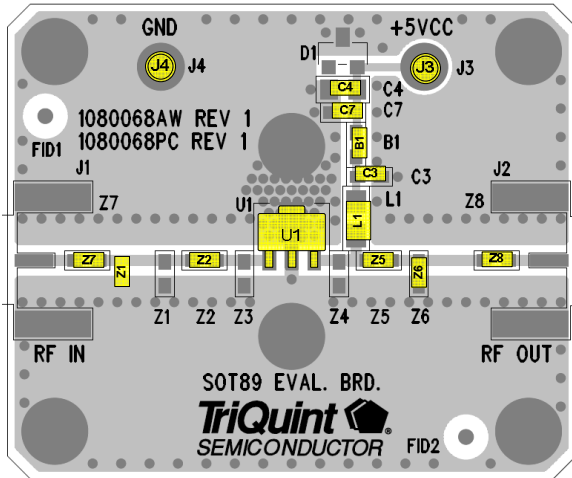 GND
+5VCC
J4
J4
D1
J3
J3
C4
C4
C7
C7
1080068AW REV 1
1080068PC REV 1
FID1
B1
B1
J1
C3
C3
J2
Z7
U1
L1
L1
Z8
U1
Z7
Z1
Z2
Z5
Z6
Z8
Z1
Z2
Z3
Z4
Z5
Z6
RF IN
RF OUT
SOT89 EVAL. BRD.
TriQuint ®
SEMICONDUCTOR
FID2